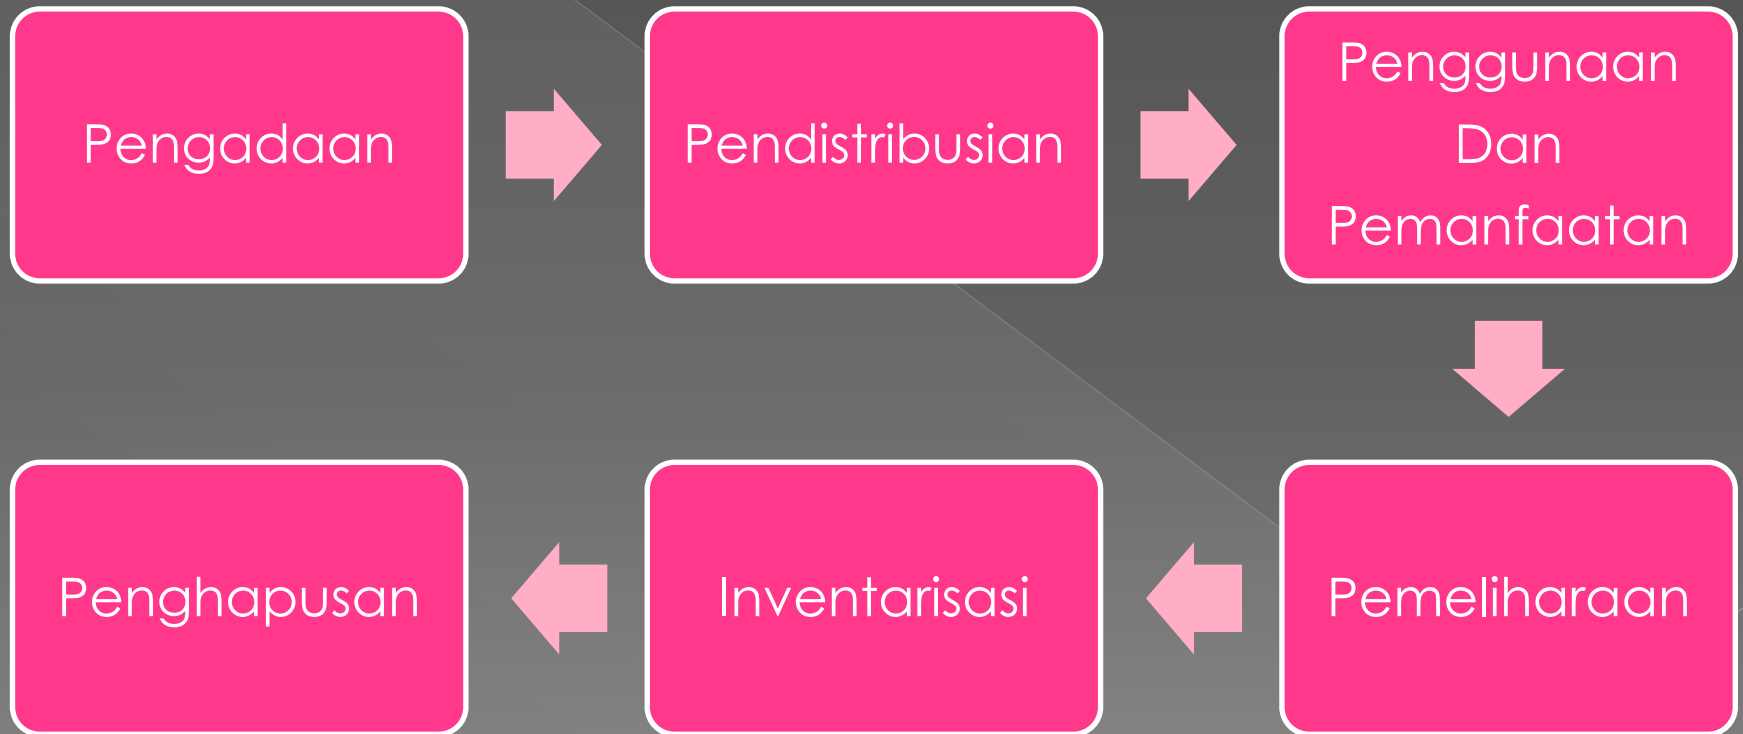 Pengadaan
Pendistribusian
Penggunaan
Dan
Pemanfaatan
Pemeliharaan
Inventarisasi
Penghapusan